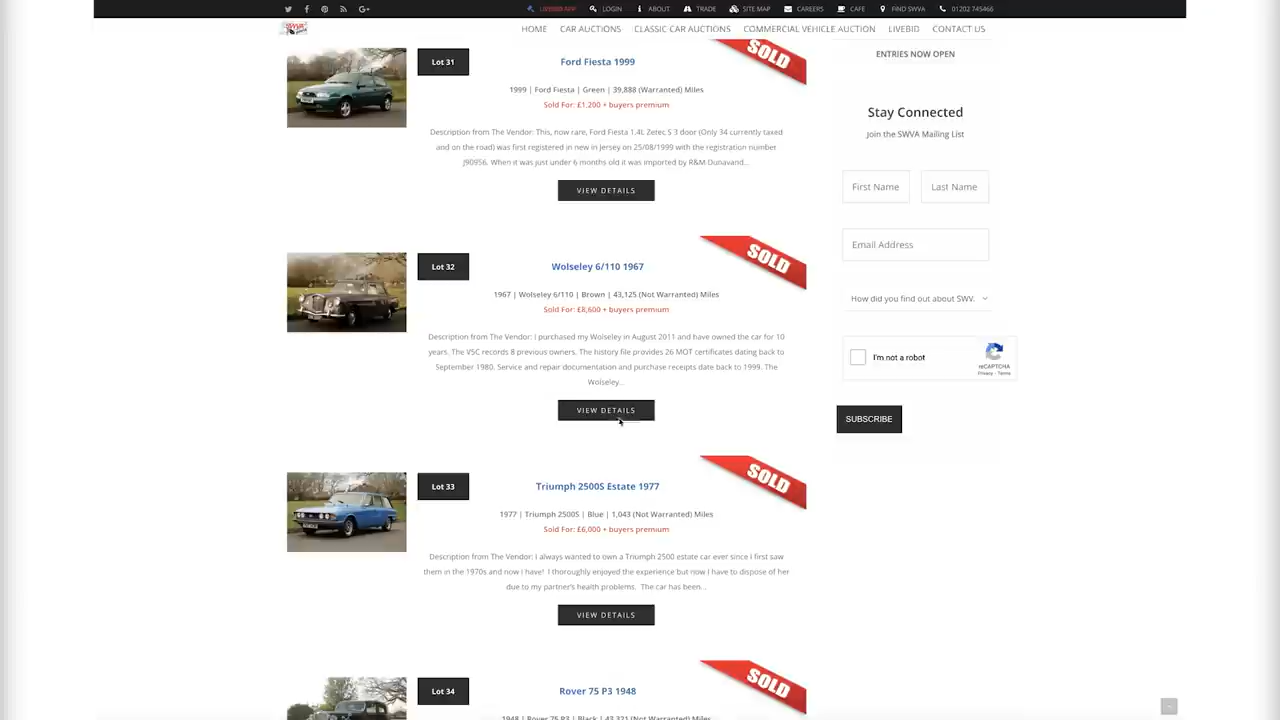 LIVEBID APP LOGIN ABOUT TRADE SITE MAP CAREERS CAFE FIND SWVA 01202 745466
SWVA
HOME CAR AUCTIONS CLASSIC CAR AUCTIONS COMMERCIAL VEHICLE AUCTION LIVEBID CONTACT US
Lot 31
Ford Fiesta 1999
SOLD
1999 | Ford Fiesta | Green | 39,888 (Warranted) Miles
Sold For: £1,200 + buyers premium
Description from The Vendor: This, now rare, Ford Fiesta 1.4L Zetec S 3 door (Only 34 currently taxed
and on the road) was first registered in new in Jersey on 25/08/1999 with the registration number
J90956. When it was just under 6 months old it was imported by R&M Dunavand...
VIEW DETAILS
Lot 32
Wolseley 6/110 1967
SOLD
1967 | Wolseley 6/110 | Brown | 43,125 (Not Warranted) Miles
Sold For: £8,600 + buyers premium
Description from The Vendor: I purchased my Wolseley in August 2011 and have owned the car for 10
years. The V5C records 8 previous owners. The history file provides 26 MOT certificates dating back to
September 1980. Service and repair documentation and purchase receipts date back to 1999. The
Wolseley...
VIEW DETAILS
Lot 33
Triumph 2500S Estate 1977
SOLD
1977 | Triumph 2500S | Blue | 1,043 (Not Warranted) Miles
Sold For: £6,000 + buyers premium
Description from The Vendor: I always wanted to own a Triumph 2500 estate car ever since I first saw
them in the 1970s and now I have! I thoroughly enjoyed the experience but now I have to dispose of her
due to my partner's health problems. The car has been...
VIEW DETAILS
Lot 34
Rover 75 P3 1948
SOLD
1948 | Rover 75 P3 | Black | 43,321 (Not Warranted) Miles
ENTRIES NOW OPEN
Stay Connected
Join the SWVA Mailing List
First Name Last Name
Email Address
How did you find out about SWV
I'm not a robot
reCAPTCHA
Privacy - Terms
SUBSCRIBE